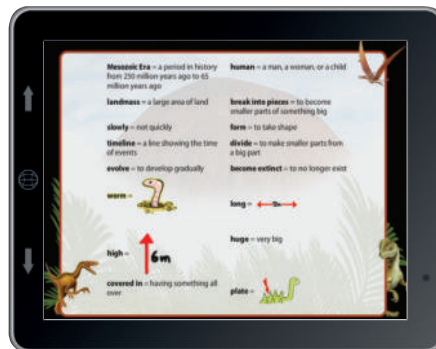 Mesozoic Era = a period in history
from 250 million years ago to 65
million years ago
landmass = a large area of land
slowly = not quickly
timeline = a line showing the time
of events
evolve = to develop gradually
worm =
high = 6m
covered in = having something all
over
human = a man, a woman, or a child
break into pieces = to become
smaller parts of something big
form = to take shape
divide = to make smaller parts from
a big part
become extinct = to no longer exist
long =
huge = very big
plate =